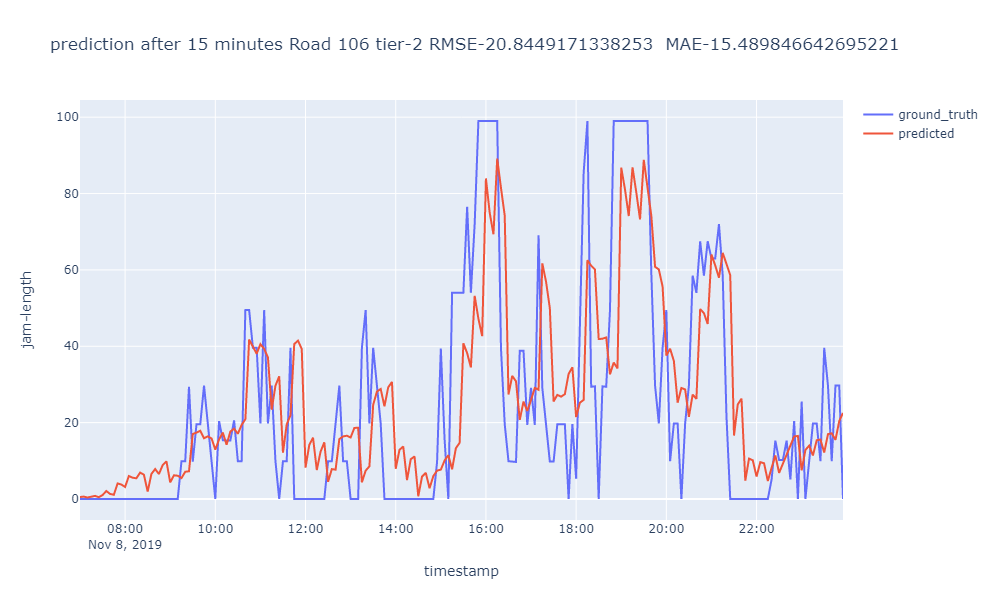 prediction after 15 minutes Road 106 tier-2 RMSE-20.8449171338253  MAE-15.489846642695221
ground_truth
predicted
100
80
60
40
20
0
jam-length
08:00 10:00 12:00 14:00 16:00 18:00 20:00 22:00
Nov 8, 2019
timestamp